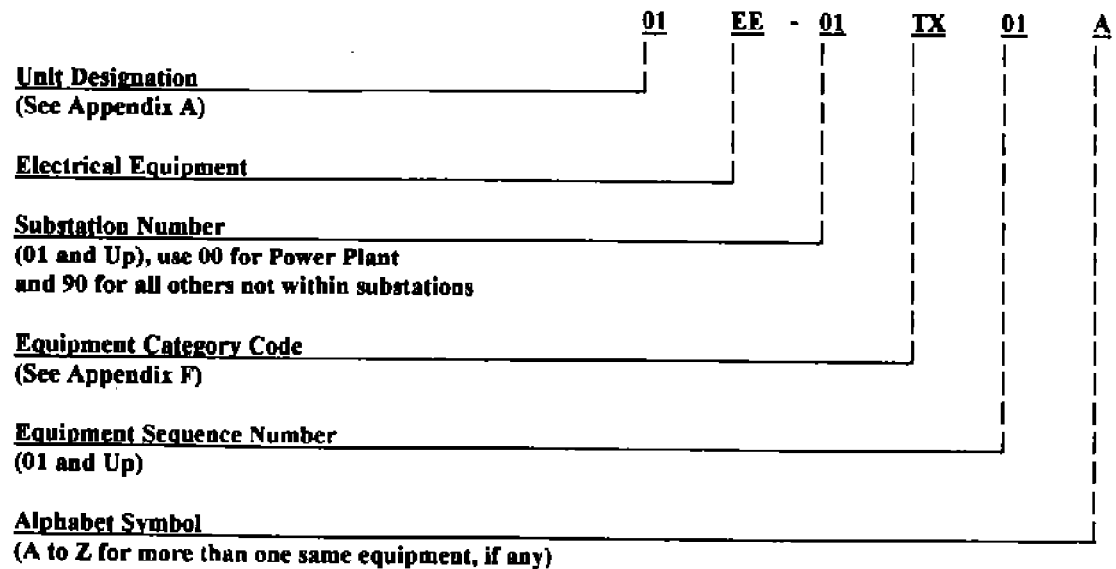 01 EE - 01 TX 01 A
Unit Designation
(See Appendix A)
Electrical Equipment
Substation Number
(01 and Up), use 00 for Power Plant
and 90 for all others not within substations
Equipment Category Code
(See Appendix F)
Equipment Sequence Number
(01 and Up)
Alphabet Symbol
(A to Z for more than one same equipment, if any)